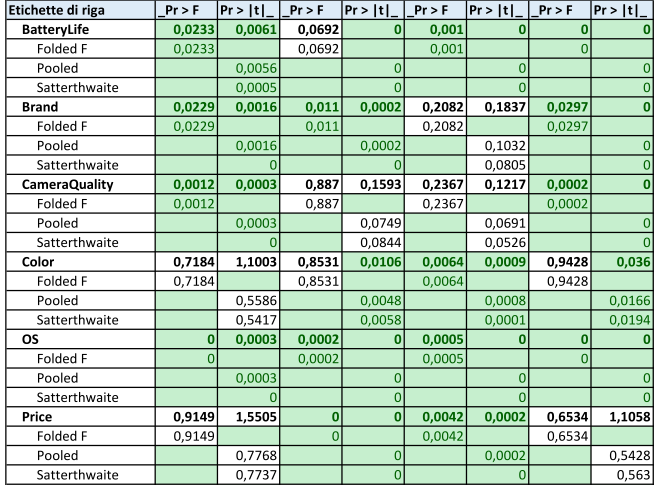 Etichette di riga _Pr > F Pr > |t|_ _Pr > F Pr > |t|_ _Pr > F Pr > |t|_ _Pr > F Pr > |t|_
BatteryLife 0,0233 0,0061 0,0692 0 0,001 0 0 0
Folded F 0,0233 0,0692 0,001 0
Pooled 0,0056 0 0 0
Satterthwaite 0,0005 0 0 0
Brand 0,0229 0,0016 0,011 0,0002 0,2082 0,1837 0,0297 0
Folded F 0,0229 0,011 0,2082 0,0297
Pooled 0,0016 0,0002 0,1032 0
Satterthwaite 0 0 0,0805 0
CameraQuality 0,0012 0,0003 0,887 0,1593 0,2367 0,1217 0,0002 0
Folded F 0,0012 0,887 0,2367 0,0002
Pooled 0,0003 0,0749 0,0691 0
Satterthwaite 0 0,0844 0,0526 0
Color 0,7184 1,1003 0,8531 0,0106 0,0064 0,0009 0,9428 0,036
Folded F 0,7184 0,8531 0,0064 0,9428
Pooled 0,5586 0,0048 0,0008 0,0166
Satterthwaite 0,5417 0,0058 0,0001 0,0194
OS 0 0,0003 0,0002 0 0,0005 0 0 0
Folded F 0 0,0002 0,0005 0
Pooled 0,0003 0 0 0
Satterthwaite 0 0 0 0
Price 0,9149 1,5505 0 0 0,0042 0,0002 0,6534 1,1058
Folded F 0,9149 0 0,0042 0,6534
Pooled 0,7768 0 0,0002 0,5428
Satterthwaite 0,7737 0 0 0,563